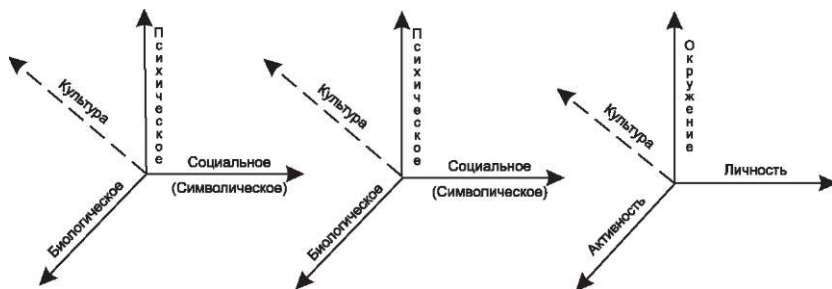 Психическое
Культура
Социальное
(Символическое)
Биологическое
Психическое
Культура
Социальное
(Символическое)
Биологическое
Окружение
Культура
Личность
Активность